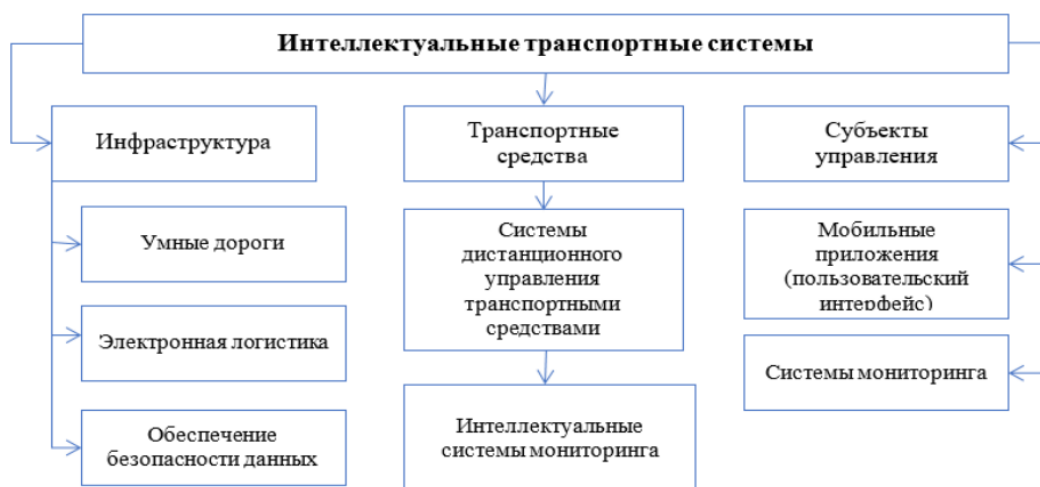 Интеллектуальные транспортные системы
Инфраструктура
Умные дороги
Электронная логистика
Обеспечение
безопасности данных
Транспортные
средства
Системы
дистанционного
управления
транспортными
средствами
Интеллектуальные
системы мониторинга
Субъекты
управления
Мобильные
приложения
(пользовательский
интерфейс)
Системы мониторинга